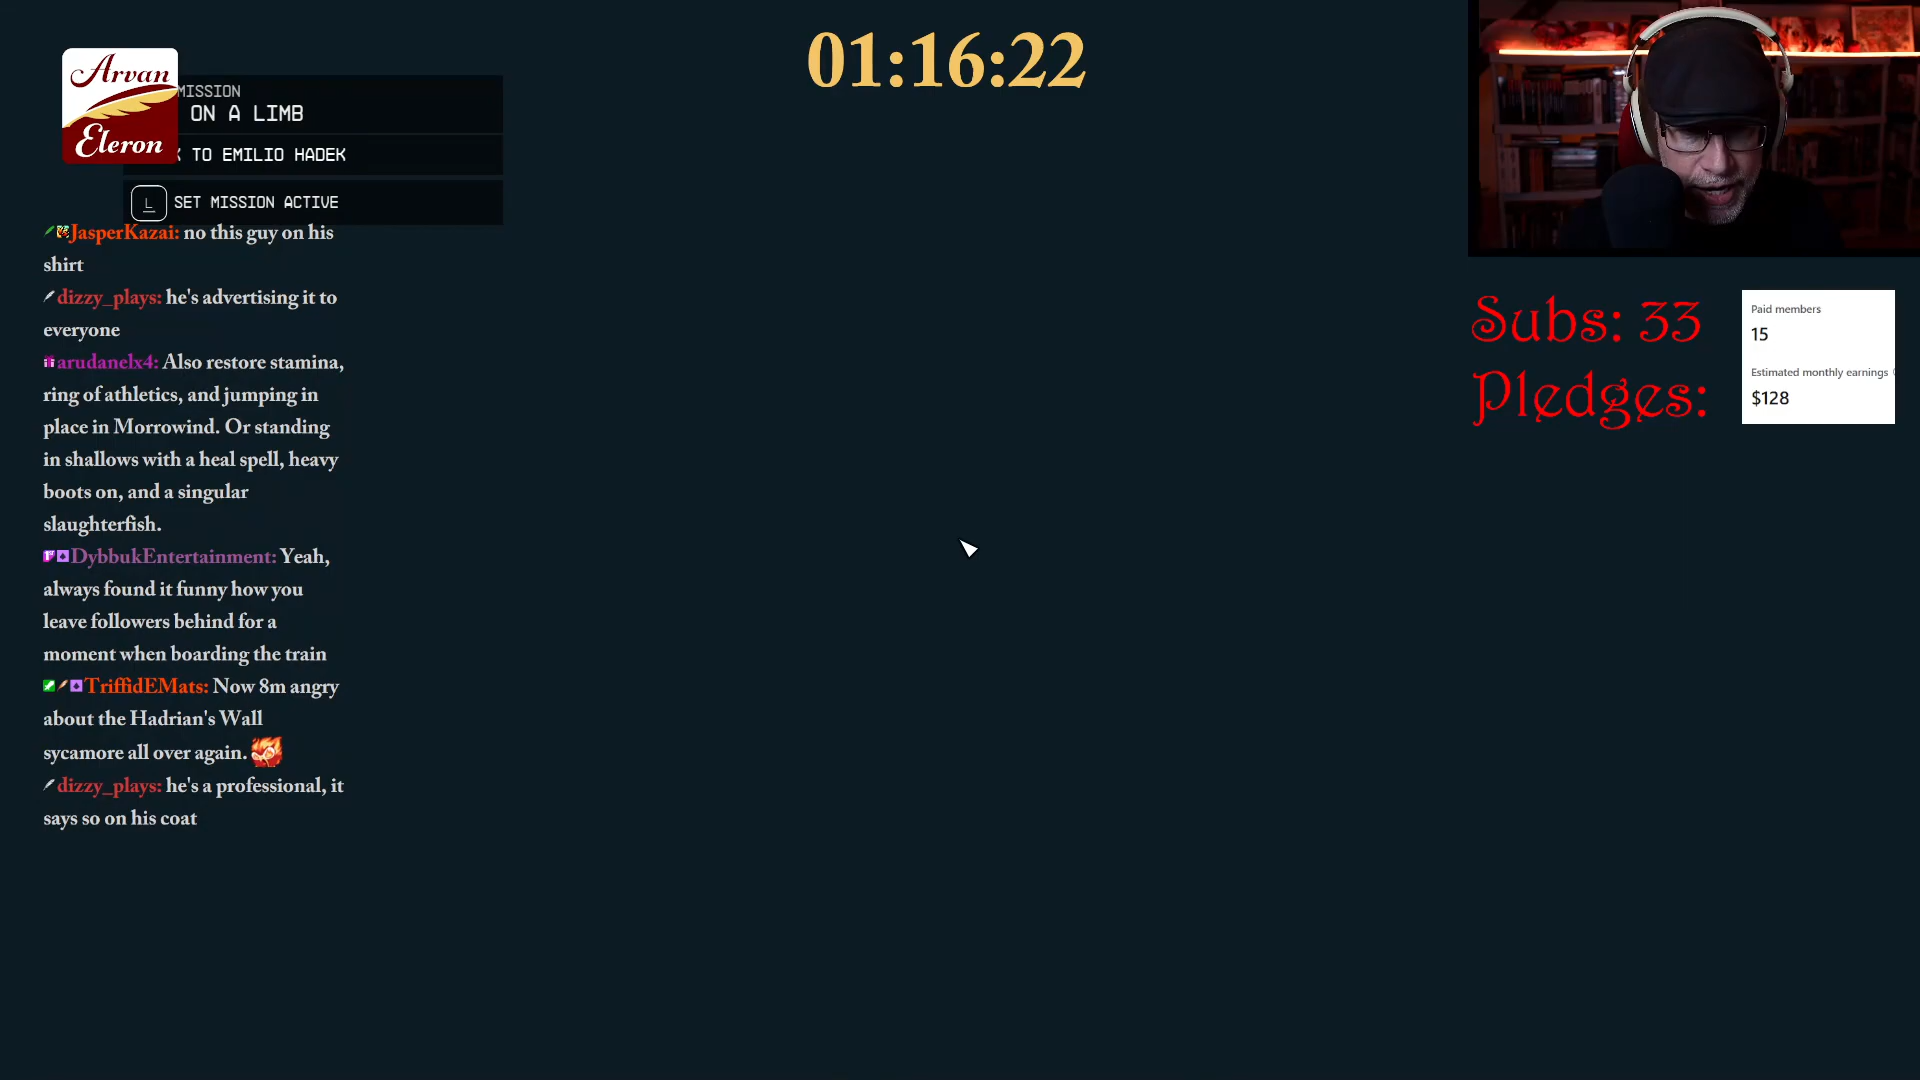 01:16:22
Arvan
Eleron
MISSION
ON A LIMB
TO EMILIO HADEK
L SET MISSION ACTIVE
JasperKazai: no this guy on his
shirt
dizzy_plays: he's advertising it to
everyone
arudanelx4: Also restore stamina,
ring of athletics, and jumping in
place in Morrowind. Or standing
in shallows with a heal spell, heavy
boots on, and a singular
slaughterfish.
DybbukEntertainment: Yeah,
always found it funny how you
leave followers behind for a
moment when boarding the train
TriffidEMats: Now 8m angry
about the Hadrian's Wall
sycamore all over again.
dizzy_plays: he's a professional, it
says so on his coat
Subs: 33
Pledges:
Paid members
15
Estimated monthly earnings
$128